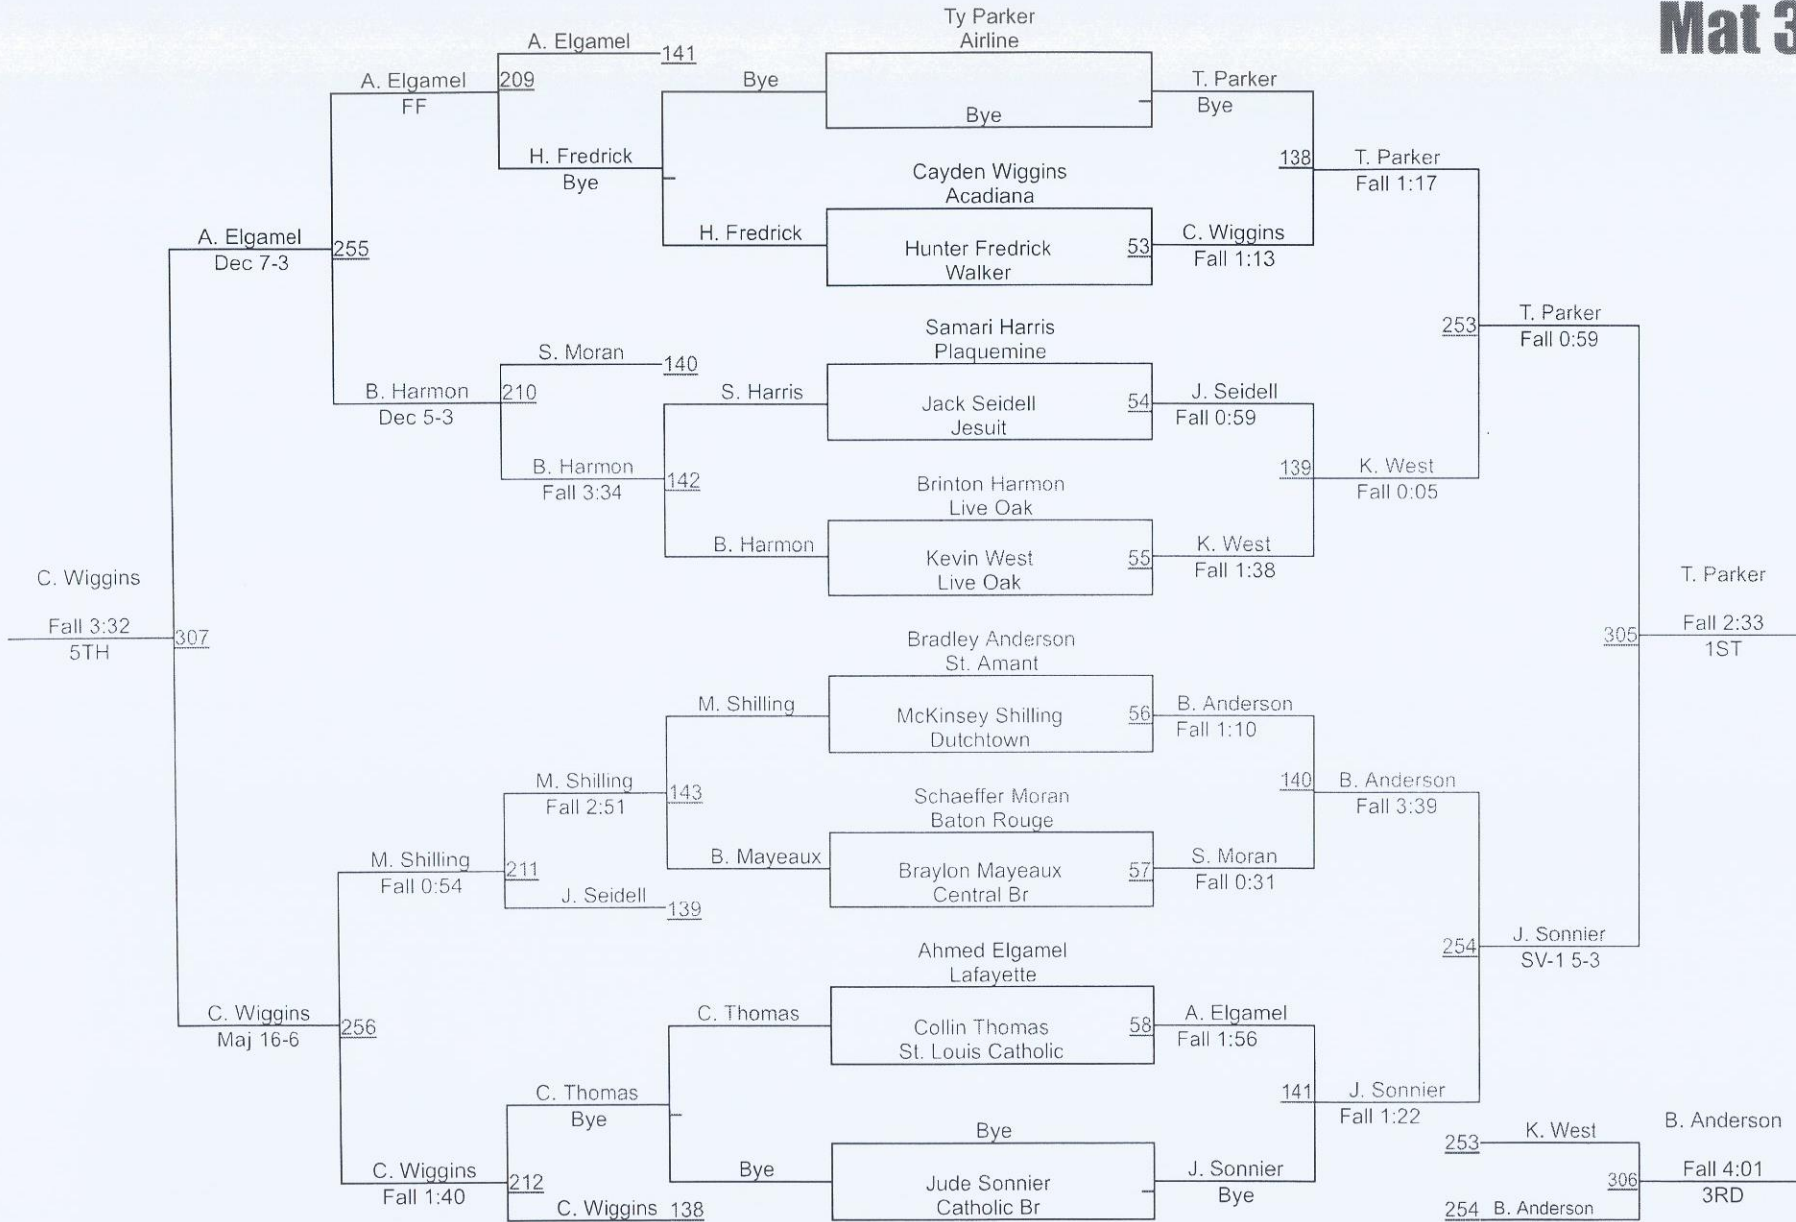 Mat 3
Ty Parker
Airline
A. Elgamel
141
A. Elgamel
209
Bye
T. Parker
FF
Bye
Bye
H. Fredrick
138
T. Parker
Bye
Cayden Wiggins
Fall 1:17
Acadiana
A. Elgamel
H. Fredrick
C. Wiggins
255
Hunter Fredrick
53
Dec 7-3
Walker
Fall 1:13
Samari Harris
T. Parker
253
Plaquemine
Fall 0:59
S. Moran
140
B. Harmon
210
S. Harris
Jack Seidell
54
J. Seidell
Dec 5-3
Jesuit
Fall 0:59
B. Harmon
142
139
K. West
Fall 3:34
Brinton Harmon
Fall 0:05
Live Oak
B. Harmon
K. West
Kevin West
55
C. Wiggins
Live Oak
Fall 1:38
T. Parker
Fall 3:32
307
305
Fall 2:33
5TH
Bradley Anderson
1ST
St. Amant
M. Shilling
McKinsey Shilling
56
B. Anderson
Dutchtown
Fall 1:10
M. Shilling
143
140
B. Anderson
Fall 2:51
Schaeffer Moran
Fall 3:39
Baton Rouge
M. Shilling
211
B. Mayeaux
Braylon Mayeaux
57
S. Moran
Fall 0:54
Central Br
Fall 0:31
J. Seidell
139
J. Sonnier
254
Ahmed Elgamel
SV-1 5-3
Lafayette
C. Wiggins
256
C. Thomas
Collin Thomas
58
A. Elgamel
Maj 16-6
St. Louis Catholic
Fall 1:56
C. Thomas
141
J. Sonnier
Bye
Fall 1:22
Bye
K. West
B. Anderson
253
C. Wiggins
212
Bye
Jude Sonnier
J. Sonnier
306
Fall 4:01
Fall 1:40
Catholic Br
Bye
3RD
C. Wiggins 138
254 B. Anderson